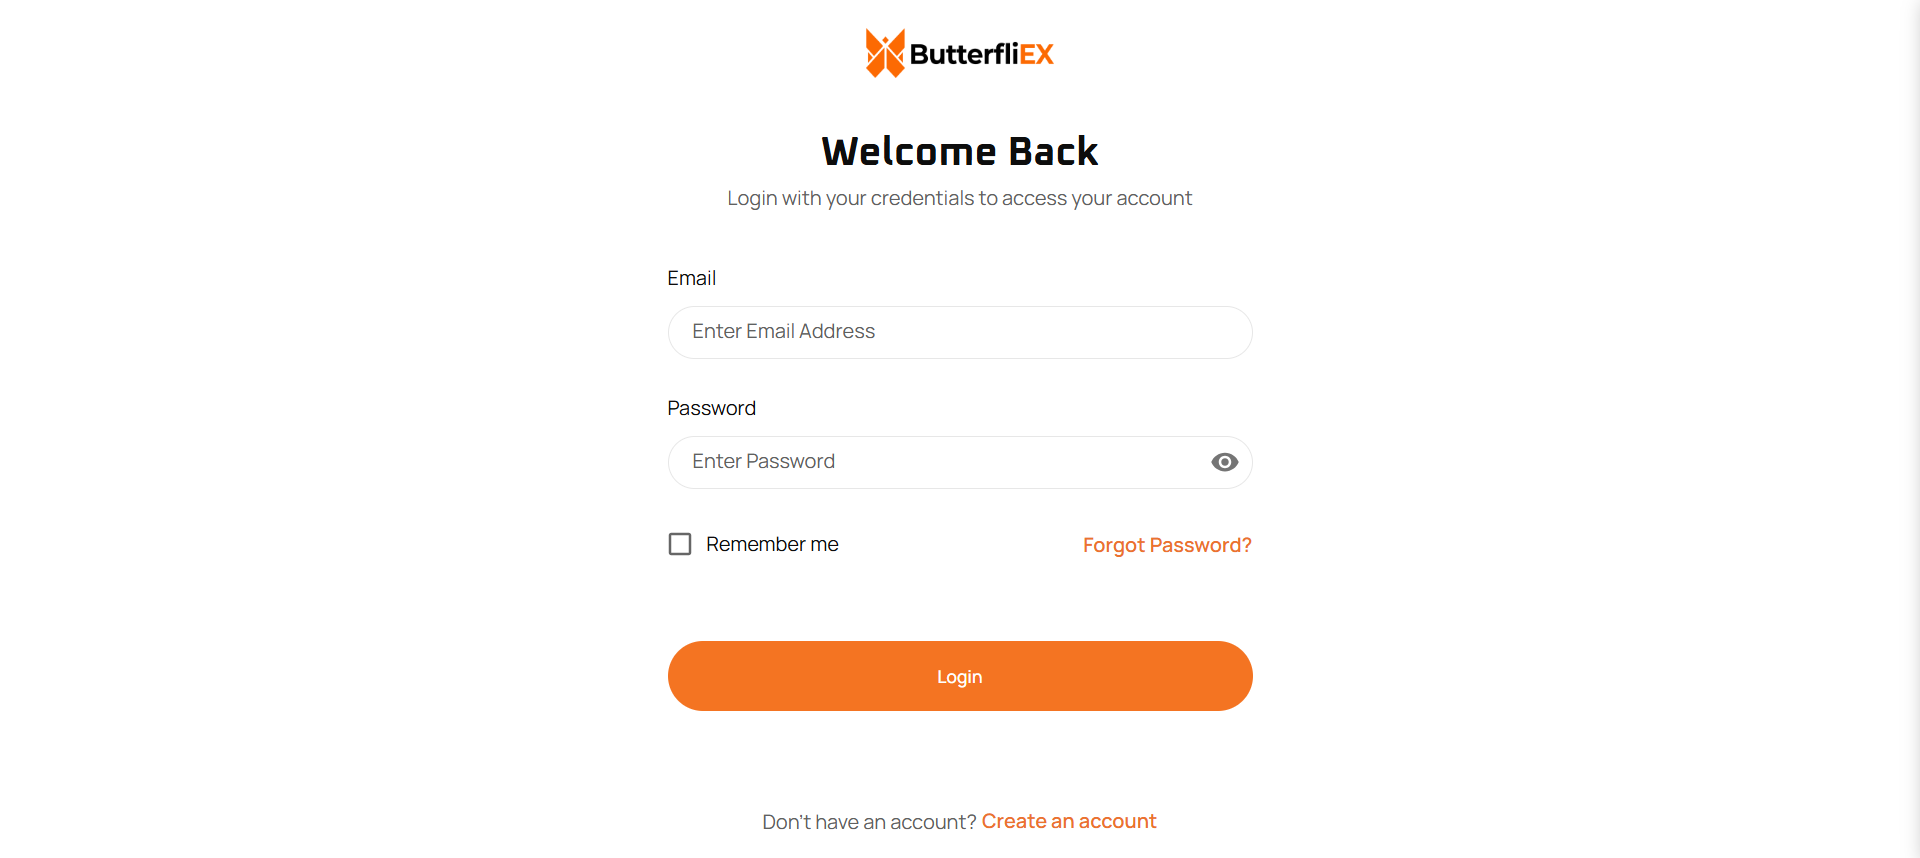 ButterfliEX
Welcome Back
Login with your credentials to access your account
Email
Enter Email Address
Password
Enter Password
Remember me
Forgot Password?
Login
Don't have an account? Create an account